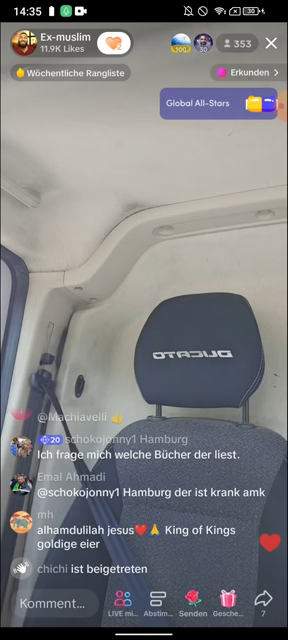 14:35
30
Ex-muslim
11.9K Likes
100
30
353
Wöchentliche Rangliste
Erkunden
Global All-Stars
DUCATO
@Machiavelli 👍
20 schokojonny1 Hamburg
Ich frage mich welche Bücher der liest.
Emal Ahmadi
@schokojonny1 Hamburg der ist krank amk
mh
alhamdulilah jesus❤️🙏 King of Kings
goldige eier
chichi ist beigetreten
Komment...
LIVE mi...
Abstim...
Senden
Gesche...
7